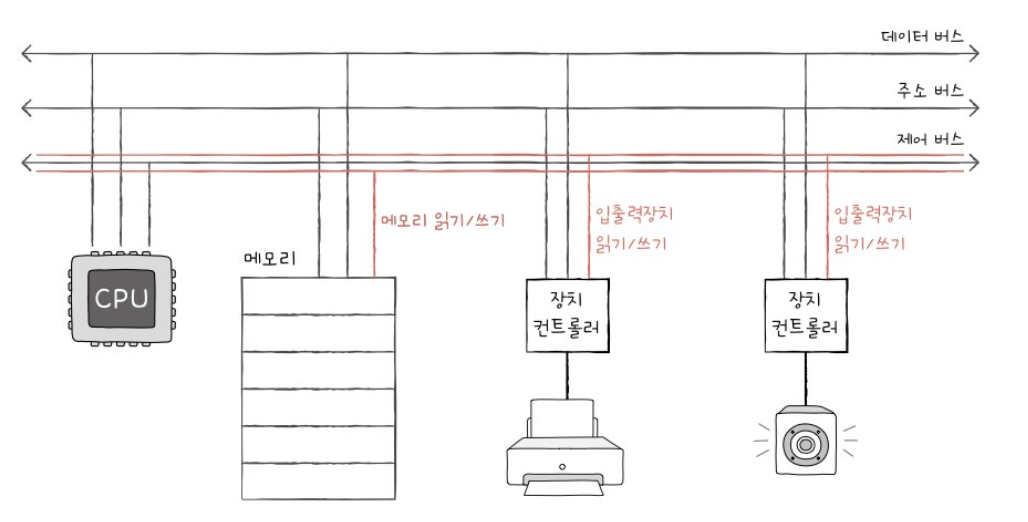 데이터 버스
주소 버스
제어 버스
메모리 읽기/쓰기
입출력장치
읽기/쓰기
입출력장치
읽기/쓰기
메모리
CPU
장치
컨트롤러
장치
컨트롤러